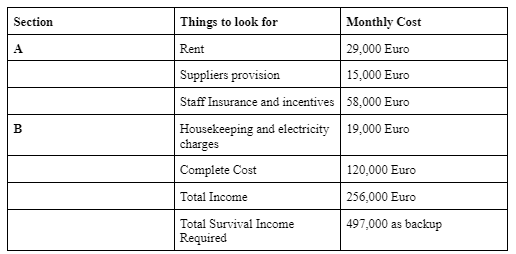 Section Things to look for Monthly Cost
A Rent 29,000 Euro
Suppliers provision 15,000 Euro
Staff Insurance and incentives 58,000 Euro
B Housekeeping and electricity 19,000 Euro
charges
Complete Cost 120,000 Euro
Total Income 256,000 Euro
Total Survival Income 497,000 as backup
Required